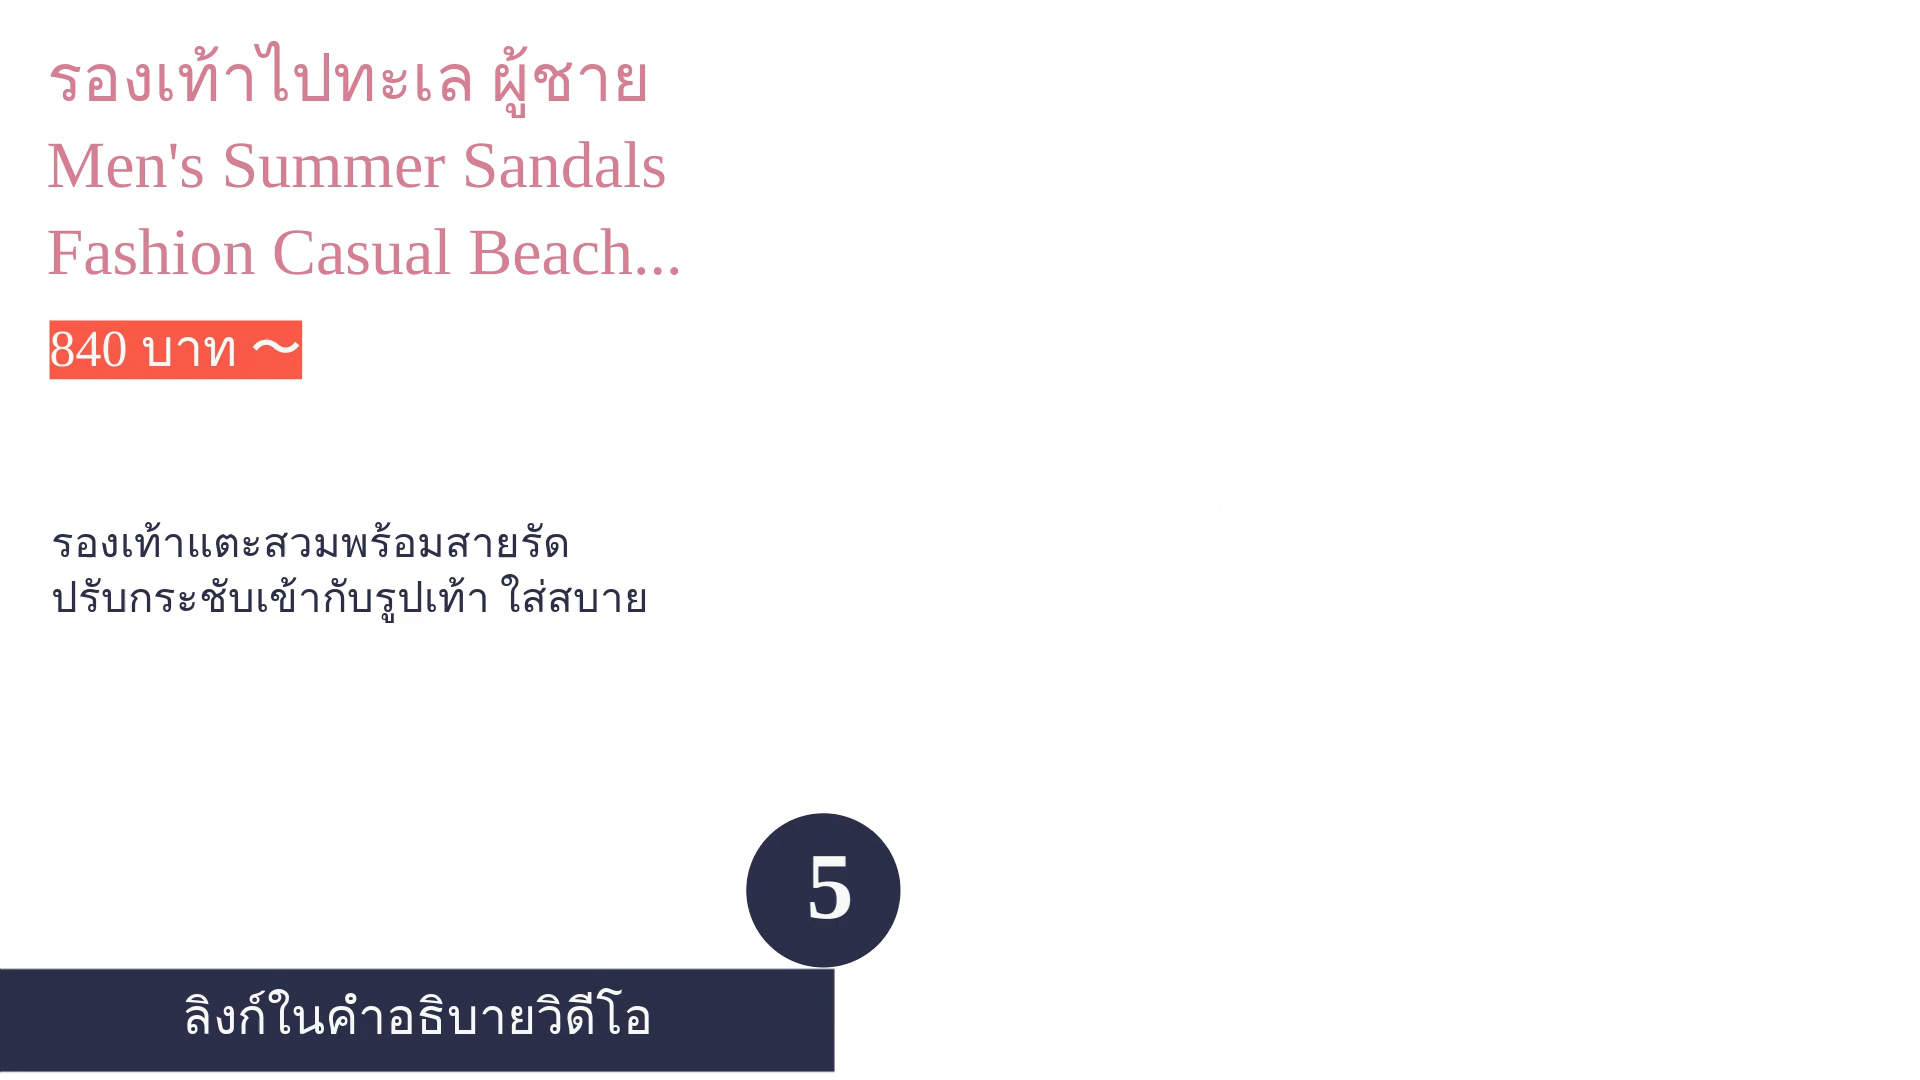 รองเท้าไปทะเล ผู้ชาย
Men's Summer Sandals
Fashion Casual Beach...
840 บาท 〜
รองเท้าแตะสวมพร้อมสายรัด
ปรับกระชับเข้ากับรูปเท้า ใส่สบาย
5
ลิงก์ในคำอธิบายวิดีโอ